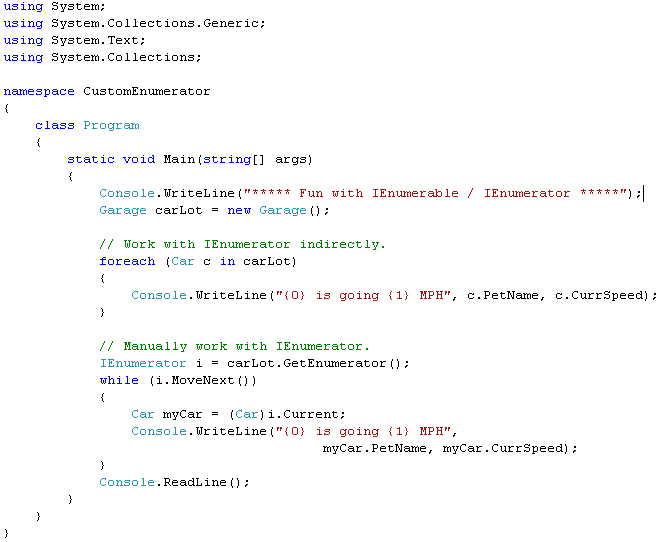 using System;
using System.Collections.Generic;
using System.Text;
using System.Collections;

namespace CustomEnumerator
{
    class Program
    {
        static void Main(string[] args)
        {
            Console.WriteLine("***** Fun with IEnumerable / IEnumerator *****");
            Garage carLot = new Garage();

            // Work with IEnumerator indirectly.
            foreach (Car c in carLot)
            {
                Console.WriteLine("{0} is going {1} MPH", c.PetName, c.CurrSpeed);
            }

            // Manually work with IEnumerator.
            IEnumerator i = carLot.GetEnumerator();
            while (i.MoveNext())
            {
                Car myCar = (Car)i.Current;
                Console.WriteLine("{0} is going {1} MPH",
                                        myCar.PetName, myCar.CurrSpeed);
            }
            Console.ReadLine();
        }
    }
}